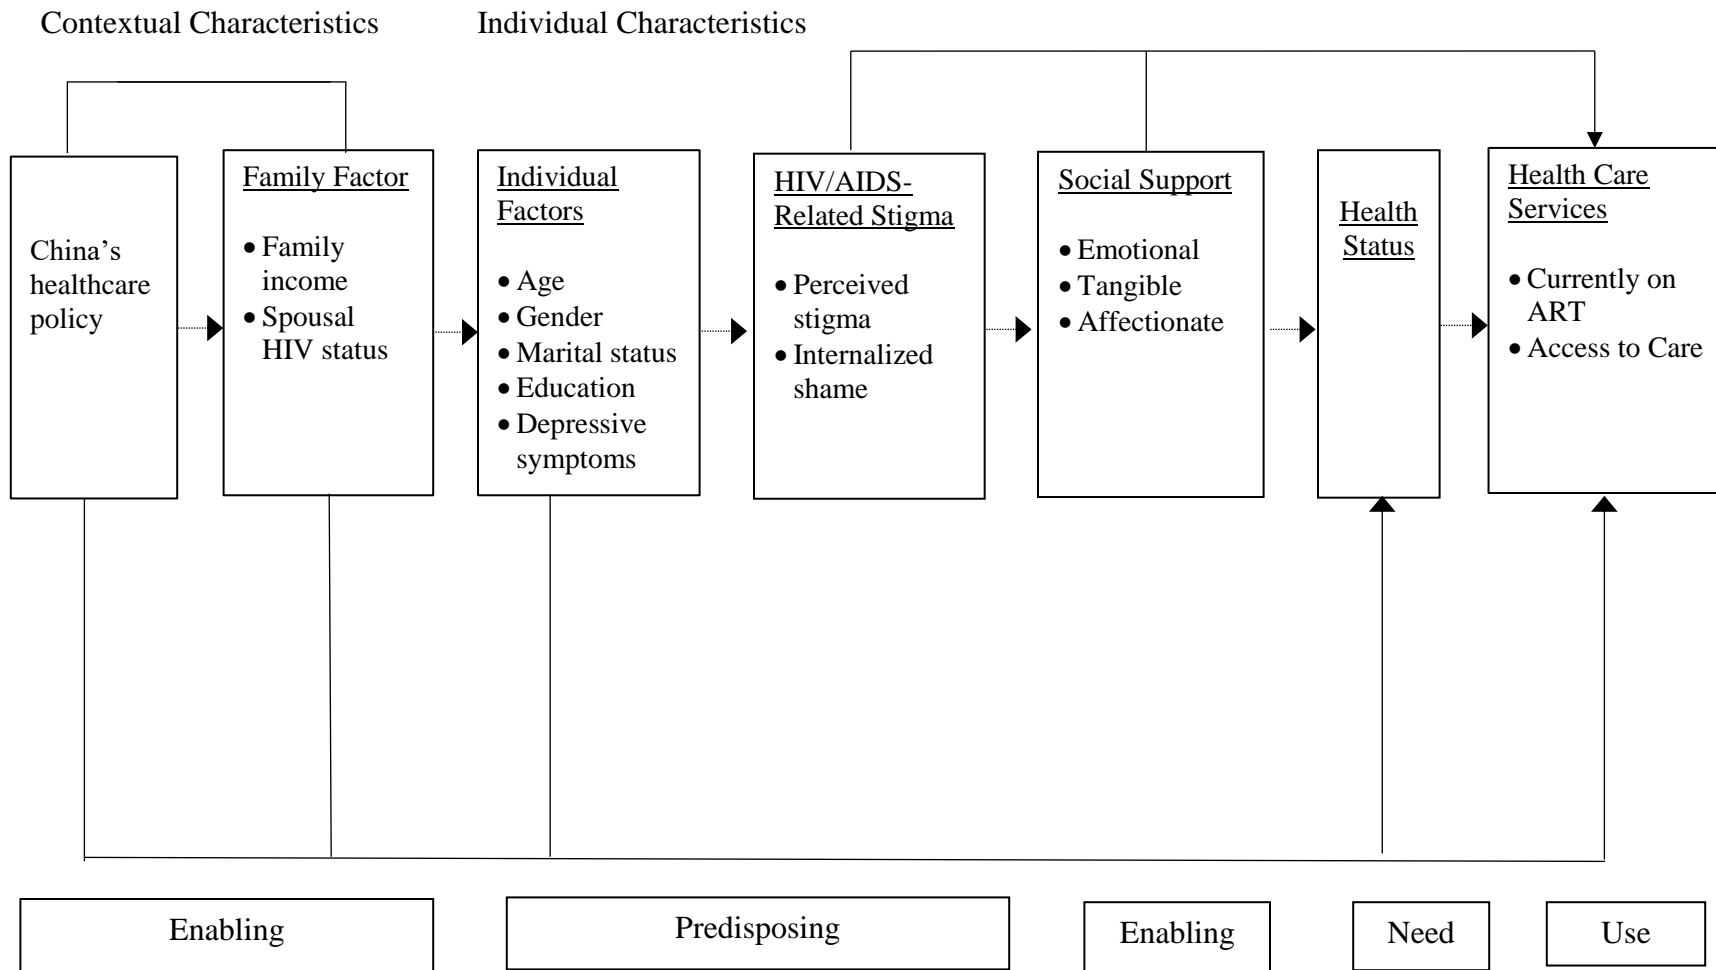 Contextual Characteristics
Individual Characteristics
China’s
healthcare
policy
Family Factor
• Family
income
• Spousal
HIV status
Individual
Factors
• Age
• Gender
• Marital status
• Education
• Depressive
symptoms
HIV/AIDS-
Related Stigma
• Perceived
stigma
• Internalized
shame
Social Support
• Emotional
• Tangible
• Affectionate
Health
Status
Health Care
Services
• Currently on
ART
• Access to Care
Enabling
Predisposing
Enabling
Need
Use